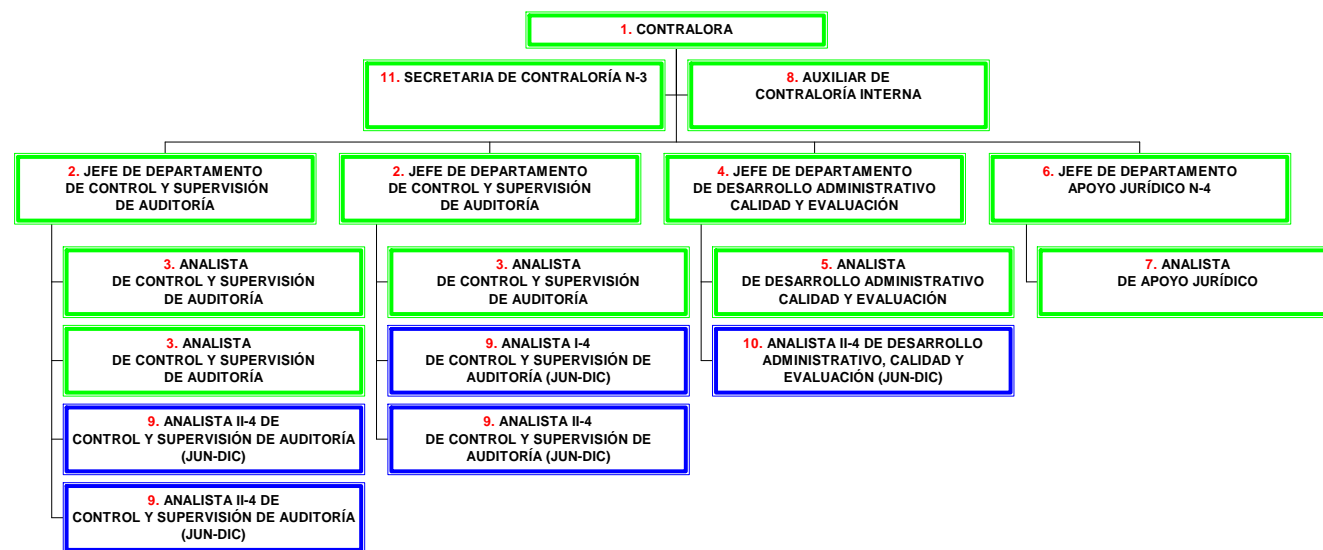 1. CONTRALORA
11. SECRETARIA DE CONTRALORÍA N-3
8. AUXILIAR DE
CONTRALORÍA INTERNA
2. JEFE DE DEPARTAMENTO
DE CONTROL Y SUPERVISIÓN
DE AUDITORÍA
2. JEFE DE DEPARTAMENTO
DE CONTROL Y SUPERVISIÓN
DE AUDITORÍA
4. JEFE DE DEPARTAMENTO
DE DESARROLLO ADMINISTRATIVO
CALIDAD Y EVALUACIÓN
6. JEFE DE DEPARTAMENTO
APOYO JURÍDICO N-4
3. ANALISTA
DE CONTROL Y SUPERVISIÓN
DE AUDITORÍA
3. ANALISTA
DE CONTROL Y SUPERVISIÓN
DE AUDITORÍA
5. ANALISTA
DE DESARROLLO ADMINISTRATIVO
CALIDAD Y EVALUACIÓN
7. ANALISTA
DE APOYO JURÍDICO
3. ANALISTA
DE CONTROL Y SUPERVISIÓN
DE AUDITORÍA
9. ANALISTA I-4
DE CONTROL Y SUPERVISIÓN DE
AUDITORÍA (JUN-DIC)
10. ANALISTA II-4 DE DESARROLLO
ADMINISTRATIVO, CALIDAD Y
EVALUACIÓN (JUN-DIC)
9. ANALISTA II-4 DE
CONTROL Y SUPERVISIÓN DE AUDITORÍA
(JUN-DIC)
9. ANALISTA II-4
DE CONTROL Y SUPERVISIÓN DE
AUDITORÍA (JUN-DIC)
9. ANALISTA II-4 DE
CONTROL Y SUPERVISIÓN DE AUDITORÍA
(JUN-DIC)